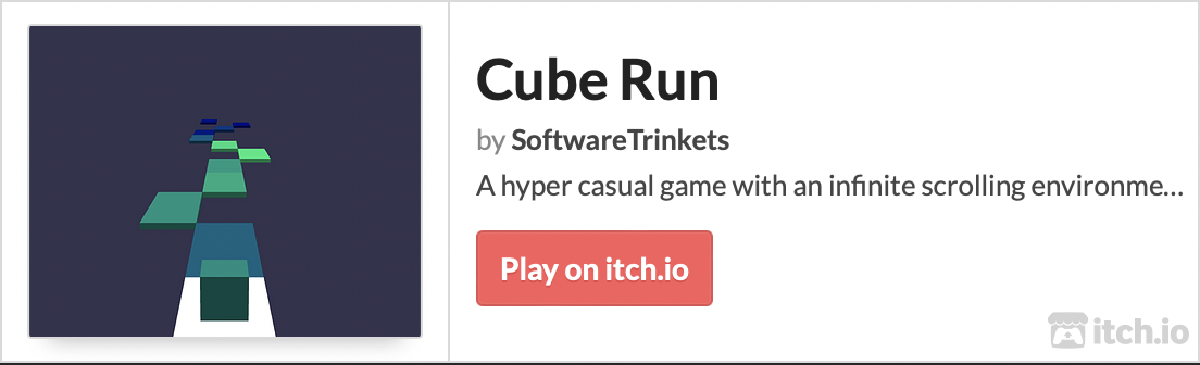 Cube Run
by SoftwareTrinkets
A hyper casual game with an infinite scrolling environme...
Play on itch.io
itch.io